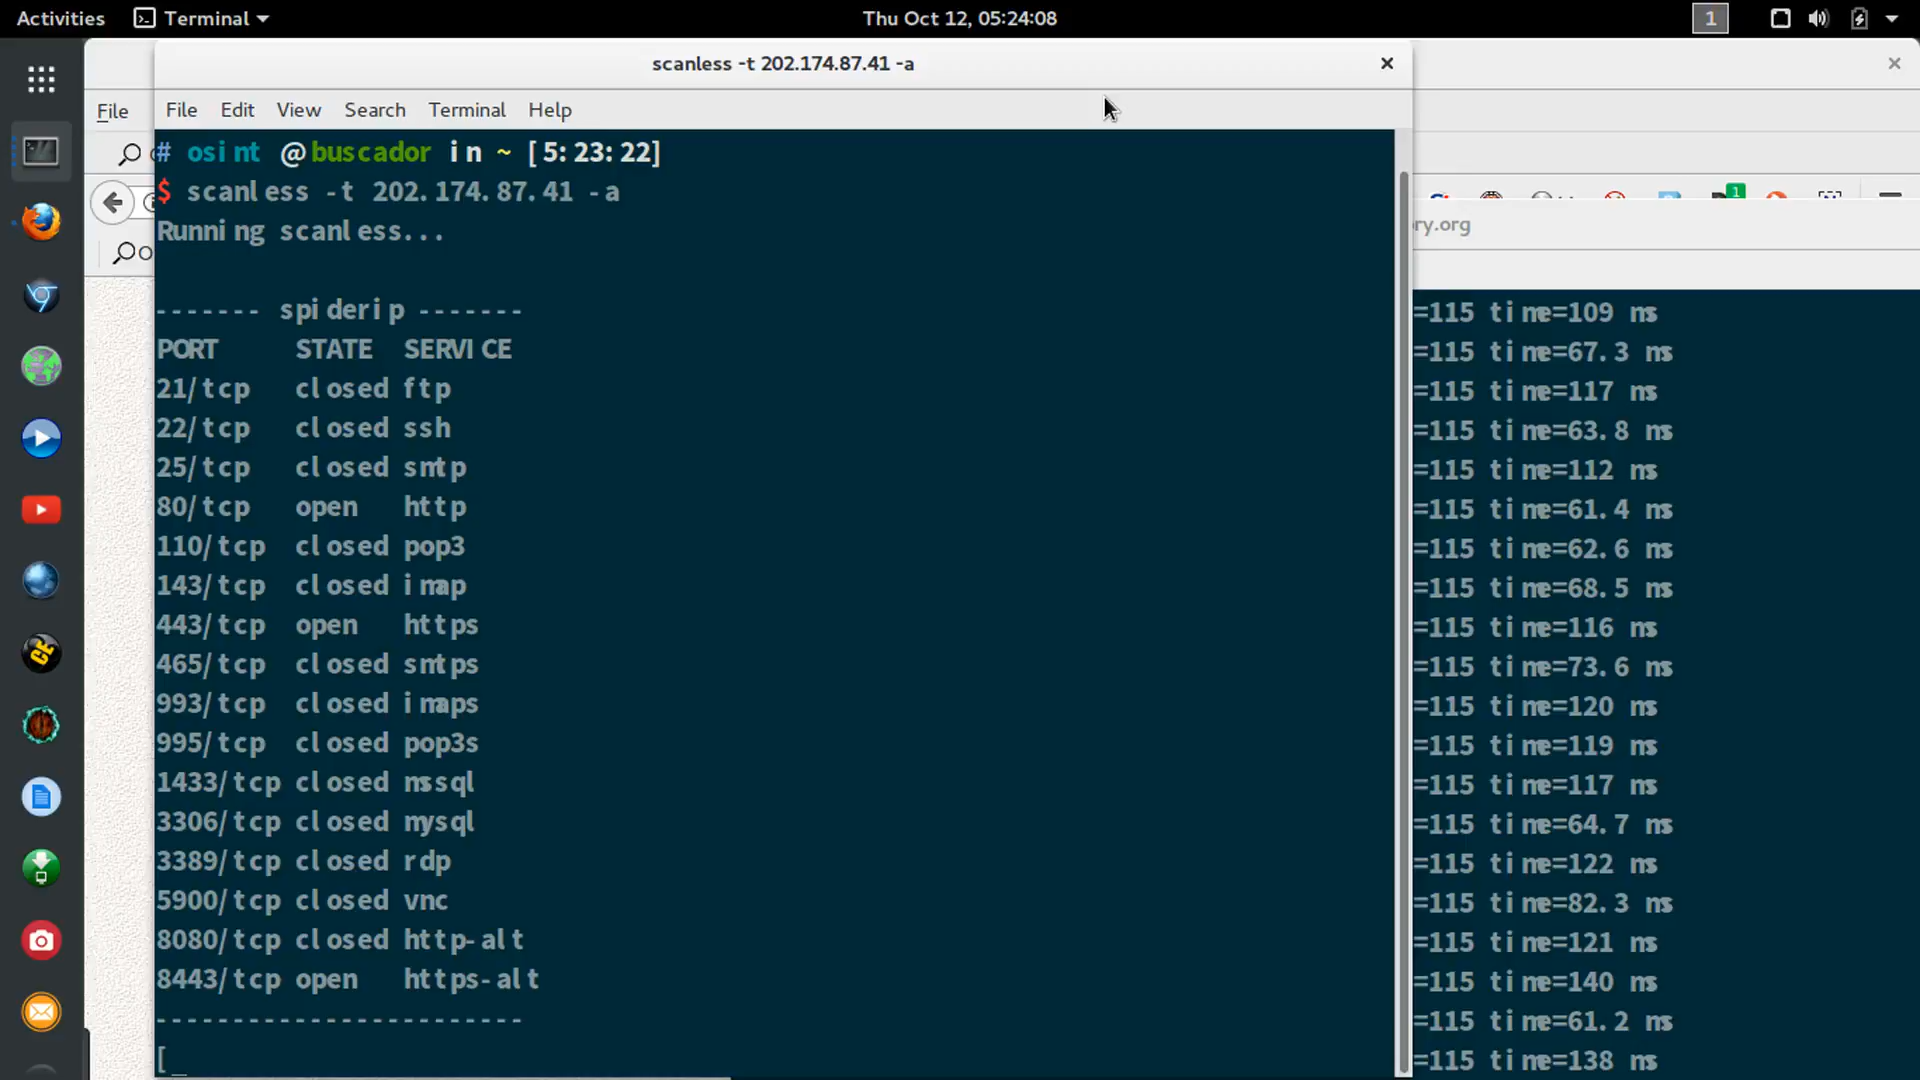 Activities
Terminal
Thu Oct 12, 05:24:08
1
scanless -t 202.174.87.41 -a
File
File Edit View Search Terminal Help
# osint @buscador in ~ [5:23:22]
$ scanless -t 202.174.87.41 -a
Running scanless...
------- spiderip -------
PORT STATE SERVICE
21/tcp closed ftp
22/tcp closed ssh
25/tcp closed smtp
80/tcp open http
110/tcp closed pop3
143/tcp closed imap
443/tcp open https
465/tcp closed smtps
993/tcp closed imaps
995/tcp closed pop3s
1433/tcp closed mssql
3306/tcp closed mysql
3389/tcp closed rdp
5900/tcp closed vnc
8080/tcp closed http-alt
8443/tcp open https-alt
------------------------
[_
1
ry.org
=115 time=109 ms
=115 time=67.3 ms
=115 time=117 ms
=115 time=63.8 ms
=115 time=112 ms
=115 time=61.4 ms
=115 time=62.6 ms
=115 time=68.5 ms
=115 time=116 ms
=115 time=73.6 ms
=115 time=120 ms
=115 time=119 ms
=115 time=117 ms
=115 time=64.7 ms
=115 time=122 ms
=115 time=82.3 ms
=115 time=121 ms
=115 time=140 ms
=115 time=61.2 ms
=115 time=138 ms